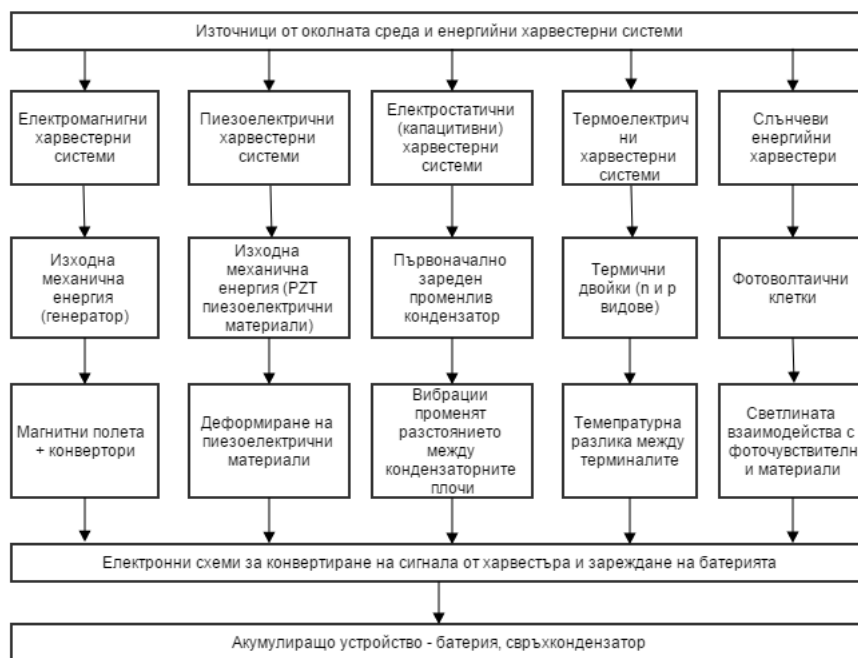 Източници от околната среда и енергийни харвестерни системи
Електромагнигни
харвестерни
системи
Пиезоелектрични
харвестерни
системи
Електростатични
(капацитивни)
харвестерни
системи
Термоелектрич
ни
харвестерни
системи
Слънчеви
енергийни
харвестери
Изходна
механична
енергия
(генератор)
Изходна
механична
енергия (PZT
пиезоелектрични
материали)
Първоначално
зареден
променлив
кондензатор
Термични
двойки (n и p
видове)
Фотоволтаични
клетки
Магнитни полета
+ конвертори
Деформиране на
пиезоелектрични
материали
Вибрации
променят
разстоянието
между
кондензаторните
плочи
Темепратурна
разлика между
терминалите
Светлината
взаимодейства с
фоточувствителн
и материали
Електронни схеми за конвертиране на сигнала от харвестъра и зареждане на батерията
Акумулиращо устройство - батерия, свръхкондензатор